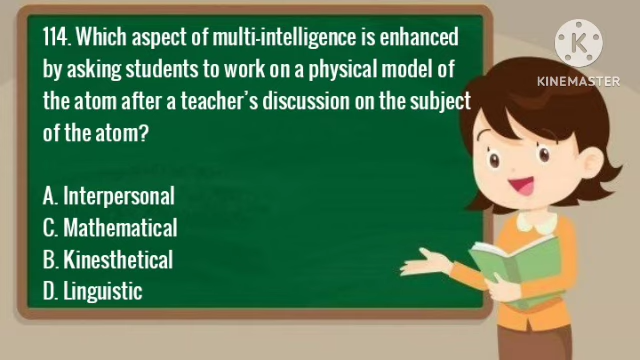 114. Which aspect of multi-intelligence is enhanced
by asking students to work on a physical model of
the atom after a teacher's discussion on the subject
of the atom?
A. Interpersonal
C. Mathematical
B. Kinesthetical
D. Linguistic
K
KINEMASTER